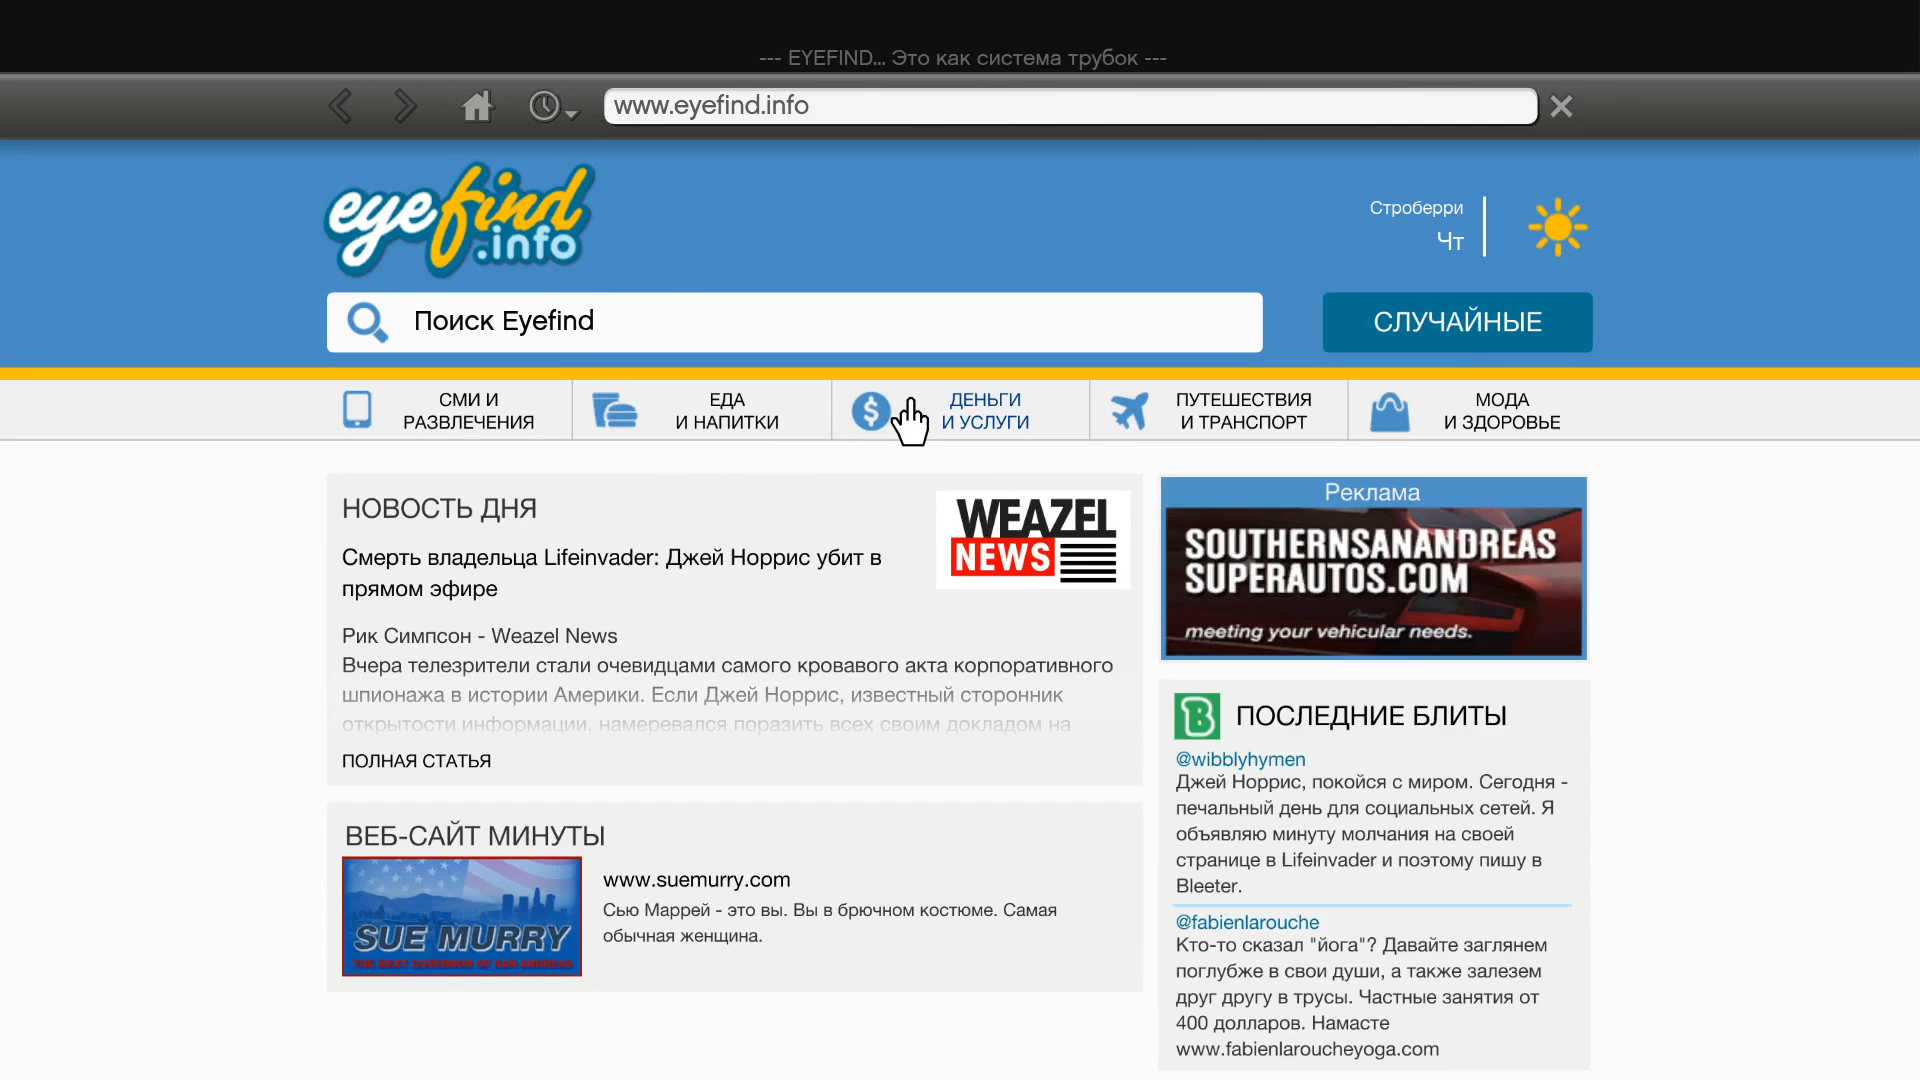 --- EYEFIND... Это как система трубок ---
www.eyefind.info
eyefind
.info
Строберри
Чт
Поиск Eyefind
СЛУЧАЙНЫЕ
СМИ И
РАЗВЛЕЧЕНИЯ
ЕДА
И НАПИТКИ
ДЕНЬГИ
И УСЛУГИ
ПУТЕШЕСТВИЯ
И ТРАНСПОРТ
МОДА
И ЗДОРОВЬЕ
НОВОСТЬ ДНЯ
WEAZEL
NEWS
Смерть владельца Lifeinvader: Джей Норрис убит в
прямом эфире
Рик Симпсон - Weazel News
Вчера телезрители стали очевидцами самого кровавого акта корпоративного
шпионажа в истории Америки. Если Джей Норрис, известный сторонник
открытости информации, намеревался поразить всех своим докладом на
ПОЛНАЯ СТАТЬЯ
ВЕБ-САЙТ МИНУТЫ
SUE MURRY
THE NEXT GOVERNOR OF SAN ANDREAS
www.suemurry.com
Сью Маррей - это вы. Вы в брючном костюме. Самая
обычная женщина.
Реклама
SOUTHERNSANANDREAS
SUPERAUTOS.COM
meeting your vehicular needs.
ПОСЛЕДНИЕ БЛИТЫ
@wibblyhymen
Джей Норрис, покойся с миром. Сегодня -
печальный день для социальных сетей. Я
объявляю минуту молчания на своей
странице в Lifeinvader и поэтому пишу в
Bleeter.
@fabienlarouche
Кто-то сказал "йога"? Давайте заглянем
поглубже в свои души, а также залезем
друг другу в трусы. Частные занятия от
400 долларов. Намасте
www.fabienlaroucheyoga.com